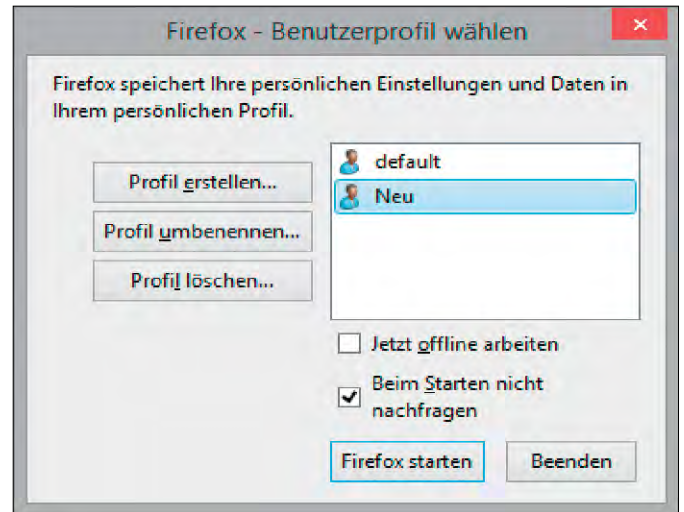 Firefox - Benutzerprofil wählen
Firefox speichert Ihre persönlichen Einstellungen und Daten in
Ihrem persönlichen Profil.
Profil erstellen...
Profil umbenennen...
Profil löschen...
default
Neu
Jetzt offline arbeiten
Beim Starten nicht
nachfragen
Firefox starten
Beenden